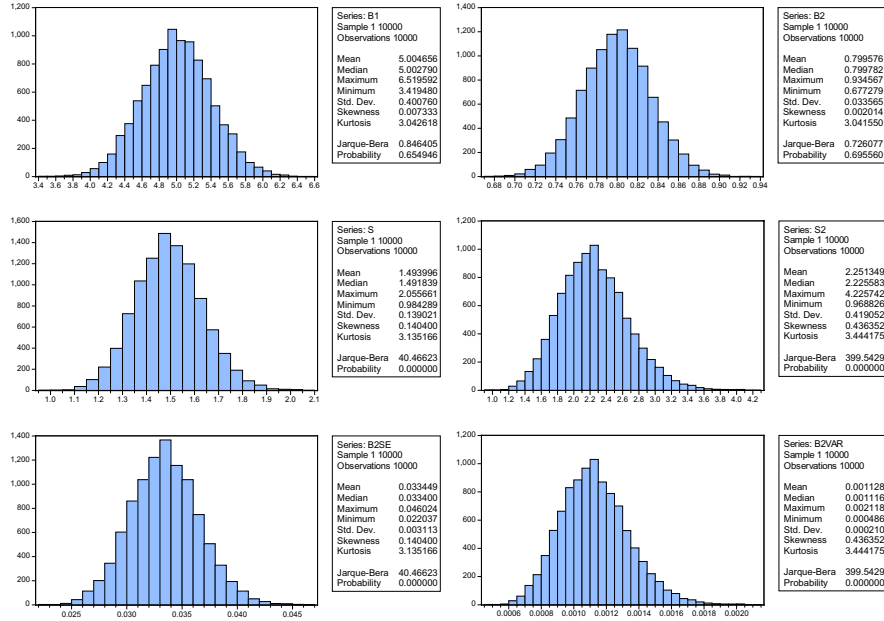 1,200
1,000
800
600
400
200
0
3.4 3.6 3.8 4.0 4.2 4.4 4.6 4.8 5.0 5.2 5.4 5.6 5.8 6.0 6.2 6.4 6.6
Series: B1
Sample 1 10000
Observations 10000
Mean 5.004656
Median 5.002790
Maximum 6.519592
Minimum 3.419480
Std. Dev. 0.400760
Skewness 0.007333
Kurtosis 3.042618
Jarque-Bera 0.846405
Probability 0.654946
1,400
1,200
1,000
800
600
400
200
0
0.68 0.70 0.72 0.74 0.76 0.78 0.80 0.82 0.84 0.86 0.88 0.90 0.92 0.94
Series: B2
Sample 1 10000
Observations 10000
Mean 0.799576
Median 0.799782
Maximum 0.934567
Minimum 0.677279
Std. Dev. 0.033565
Skewness 0.002014
Kurtosis 3.041550
Jarque-Bera 0.726077
Probability 0.695560
1,600
1,400
1,200
1,000
800
600
400
200
0
1.0 1.1 1.2 1.3 1.4 1.5 1.6 1.7 1.8 1.9 2.0 2.1
Series: S
Sample 1 10000
Observations 10000
Mean 1.493996
Median 1.491839
Maximum 2.055661
Minimum 0.984289
Std. Dev. 0.139021
Skewness 0.140400
Kurtosis 3.135166
Jarque-Bera 40.46623
Probability 0.000000
1,200
1,000
800
600
400
200
0
1.0 1.2 1.4 1.6 1.8 2.0 2.2 2.4 2.6 2.8 3.0 3.2 3.4 3.6 3.8 4.0 4.2
Series: S2
Sample 1 10000
Observations 10000
Mean 2.251349
Median 2.225583
Maximum 4.225742
Minimum 0.968826
Std. Dev. 0.419052
Skewness 0.436352
Kurtosis 3.444175
Jarque-Bera 399.5429
Probability 0.000000
1,400
1,200
1,000
800
600
400
200
0
0.025 0.030 0.035 0.040 0.045
Series: B2SE
Sample 1 10000
Observations 10000
Mean 0.033449
Median 0.033400
Maximum 0.046024
Minimum 0.022037
Std. Dev. 0.003113
Skewness 0.140400
Kurtosis 3.135166
Jarque-Bera 40.46623
Probability 0.000000
1,200
1,000
800
600
400
200
0
0.0006 0.0008 0.0010 0.0012 0.0014 0.0016 0.0018 0.0020
Series: B2VAR
Sample 1 10000
Observations 10000
Mean 0.001128
Median 0.001116
Maximum 0.002118
Minimum 0.000486
Std. Dev. 0.000210
Skewness 0.436352
Kurtosis 3.444175
Jarque-Bera 399.5429
Probability 0.000000